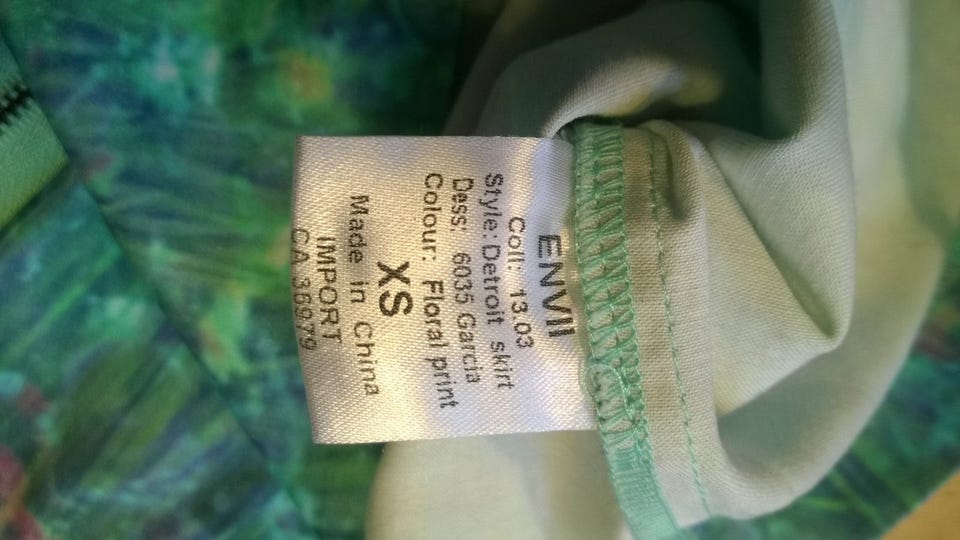 ENVII
Coll: 13.03
Style: Detroit skirt
Dess: 6035 Garcia
Colour: Floral print
XS
Made in China
IMPORT
CA 36979